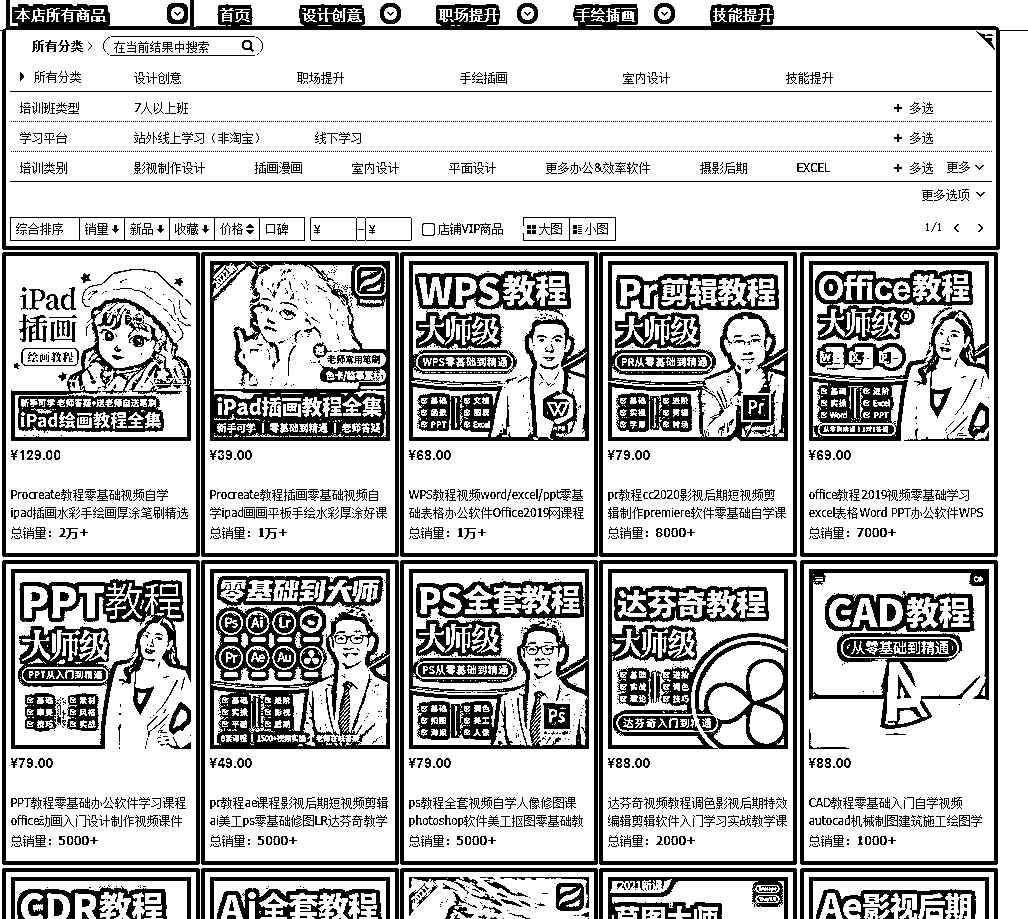 本店所有商品 首页 设计创意 职场提升 手绘插画 技能提升
所有分类 > 在当前结果中搜索
所有分类 设计创意 职场提升 手绘插画 室内设计 技能提升
培训班类型 7人以上班 + 多选
学习平台 站外线上学习（非淘宝） 线下学习 + 多选
培训类别 影视制作设计 插画漫画 室内设计 平面设计 更多办公&效率软件 摄影后期 EXCEL + 多选 更多
更多选项
综合排序 销量 新品 收藏 价格 口碑 ¥ - ¥ 店铺VIP商品 大图 小图 1/1 < >
iPad
插画
绘画教程
新手可学 老师答疑+送老师自选笔刷
iPad绘画教程全集
老师常用笔刷
iPad插画教程全集
新手可学 零基础到精通 老师答疑
WPS教程
大师级
WPS零基础到精通
Pr剪辑教程
大师级
PR从零基础到精通
Pr
Office教程
大师级
¥129.00 ¥39.00 ¥68.00 ¥79.00 ¥69.00
Procreate教程零基础视频自学
ipad插画水彩手绘画厚涂笔刷精选
总销量：2万+
Procreate教程插画零基础视频自
学ipad画画平板手绘水彩厚涂好课
总销量：1万+
WPS教程视频word/excel/ppt零基
础表格办公软件Office2019网课程
总销量：1万+
pr教程cc2020影视后期短视频剪
辑制作premiere软件零基础自学课
总销量：8000+
office教程2019视频零基础学习
excel表格Word PPT办公软件WPS
总销量：7000+
PPT教程
大师级
PPT从入门到精通
零基础到大师
Ps Ai Lr
Pr Ae Au
PS全套教程
大师级
PS从零基础到精通
Ps
达芬奇教程
大师级
达芬奇入门到精通
CAD教程
从零基础到精通
¥79.00 ¥49.00 ¥79.00 ¥88.00 ¥88.00
PPT教程零基础办公软件学习课程
office动画入门设计制作视频课件
总销量：5000+
pr教程ae课程影视后期短视频剪辑
ai美工ps零基础修图LR达芬奇教学
总销量：5000+
ps教程全套视频自学人像修图课
photoshop软件美工抠图零基础教
总销量：5000+
达芬奇视频教程调色影视后期特效
编辑剪辑软件入门学习实战教学课
总销量：2000+
CAD教程零基础入门自学视频
autocad机械制图建筑施工绘图学
总销量：1000+
CDR教程 Ai全套教程 草图大师 Ae影视后期